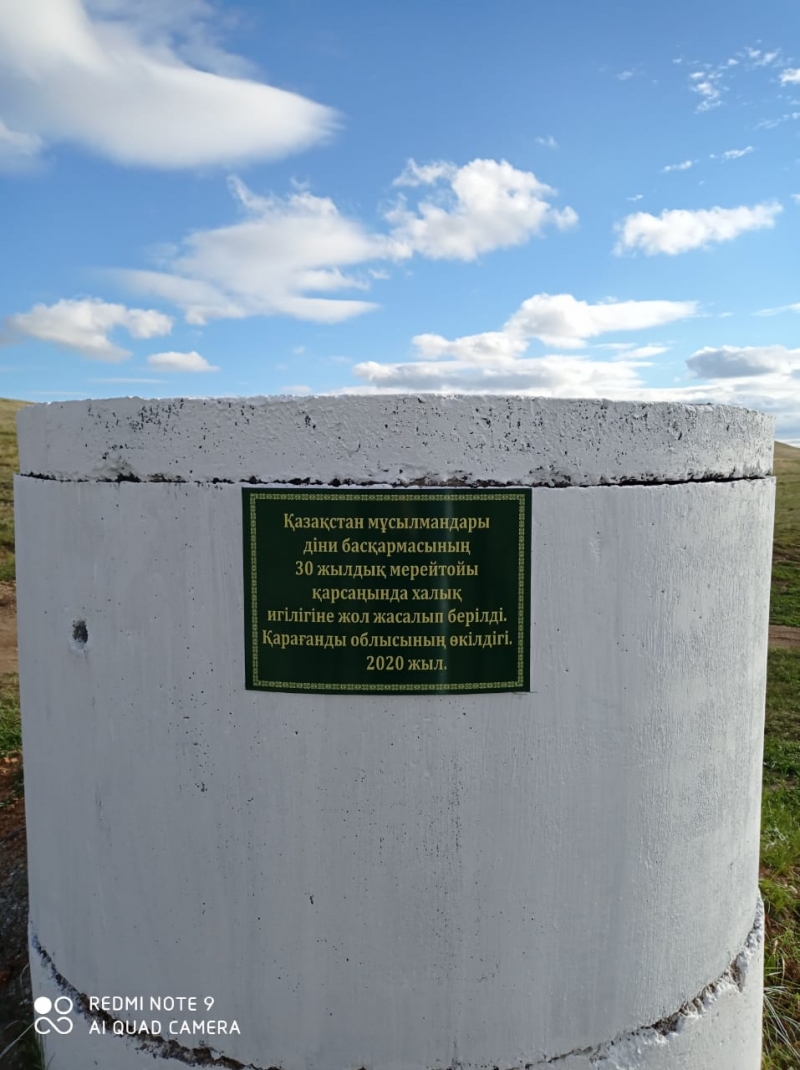 Қазақстан мұсылмандары
діни басқармасының
30 жылдық мерейтойы
қарсаңында халық
игілігіне жол жасалып берілді.
Қарағанды облысының өкілдігі.
2020 жыл.
REDMI NOTE 9
AI QUAD CAMERA